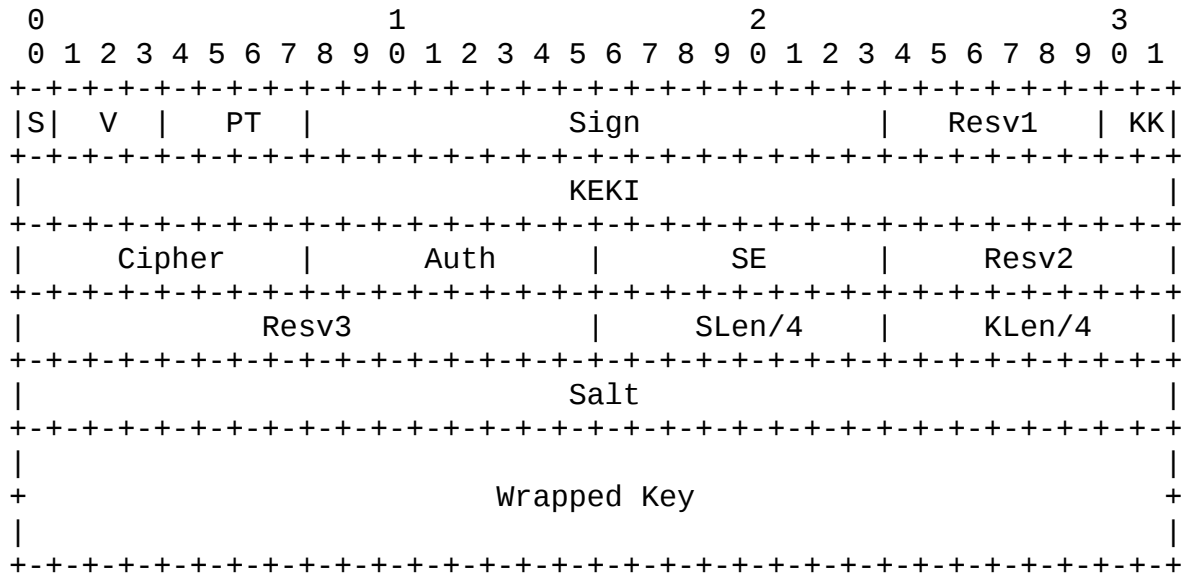 0                   1                   2                   3
 0 1 2 3 4 5 6 7 8 9 0 1 2 3 4 5 6 7 8 9 0 1 2 3 4 5 6 7 8 9 0 1
+-+-+-+-+-+-+-+-+-+-+-+-+-+-+-+-+-+-+-+-+-+-+-+-+-+-+-+-+-+-+-+-+
|S|  V  |   PT  |              Sign             |   Resv1   | KK|
+-+-+-+-+-+-+-+-+-+-+-+-+-+-+-+-+-+-+-+-+-+-+-+-+-+-+-+-+-+-+-+-+
|                              KEKI                             |
+-+-+-+-+-+-+-+-+-+-+-+-+-+-+-+-+-+-+-+-+-+-+-+-+-+-+-+-+-+-+-+-+
|     Cipher    |      Auth     |       SE      |     Resv2     |
+-+-+-+-+-+-+-+-+-+-+-+-+-+-+-+-+-+-+-+-+-+-+-+-+-+-+-+-+-+-+-+-+
|             Resv3             |     SLen/4    |     KLen/4    |
+-+-+-+-+-+-+-+-+-+-+-+-+-+-+-+-+-+-+-+-+-+-+-+-+-+-+-+-+-+-+-+-+
|                              Salt                             |
+-+-+-+-+-+-+-+-+-+-+-+-+-+-+-+-+-+-+-+-+-+-+-+-+-+-+-+-+-+-+-+-+
|                                                               |
+                          Wrapped Key                          +
|                                                               |
+-+-+-+-+-+-+-+-+-+-+-+-+-+-+-+-+-+-+-+-+-+-+-+-+-+-+-+-+-+-+-+-+